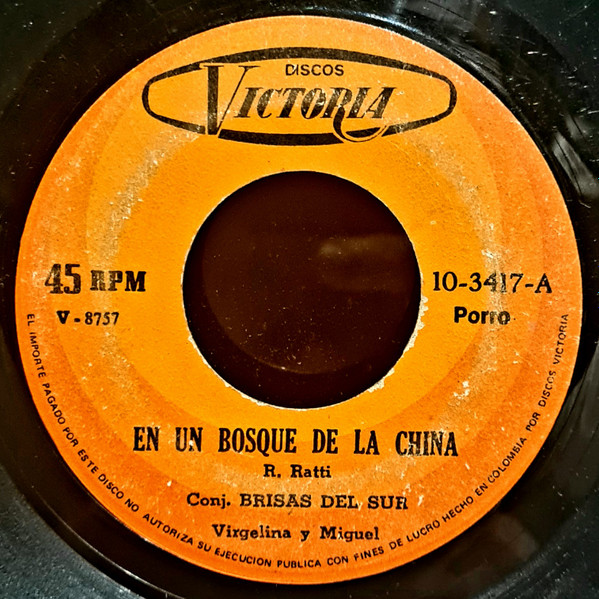 DISCOS
VICTORIA
45 RPM
V-8757
10-3417-A
Porro
EN UN BOSQUE DE LA CHINA
R. Ratti
Conj. BRISAS DEL SUR
Virgelina y Miguel
EL IMPORTE PAGADO POR ESTE DISCO NO AUTORIZA SU EJECUCION PUBLICA CON FINES DE LUCRO HECHO EN COLOMBIA POR DISCOS VICTORIA